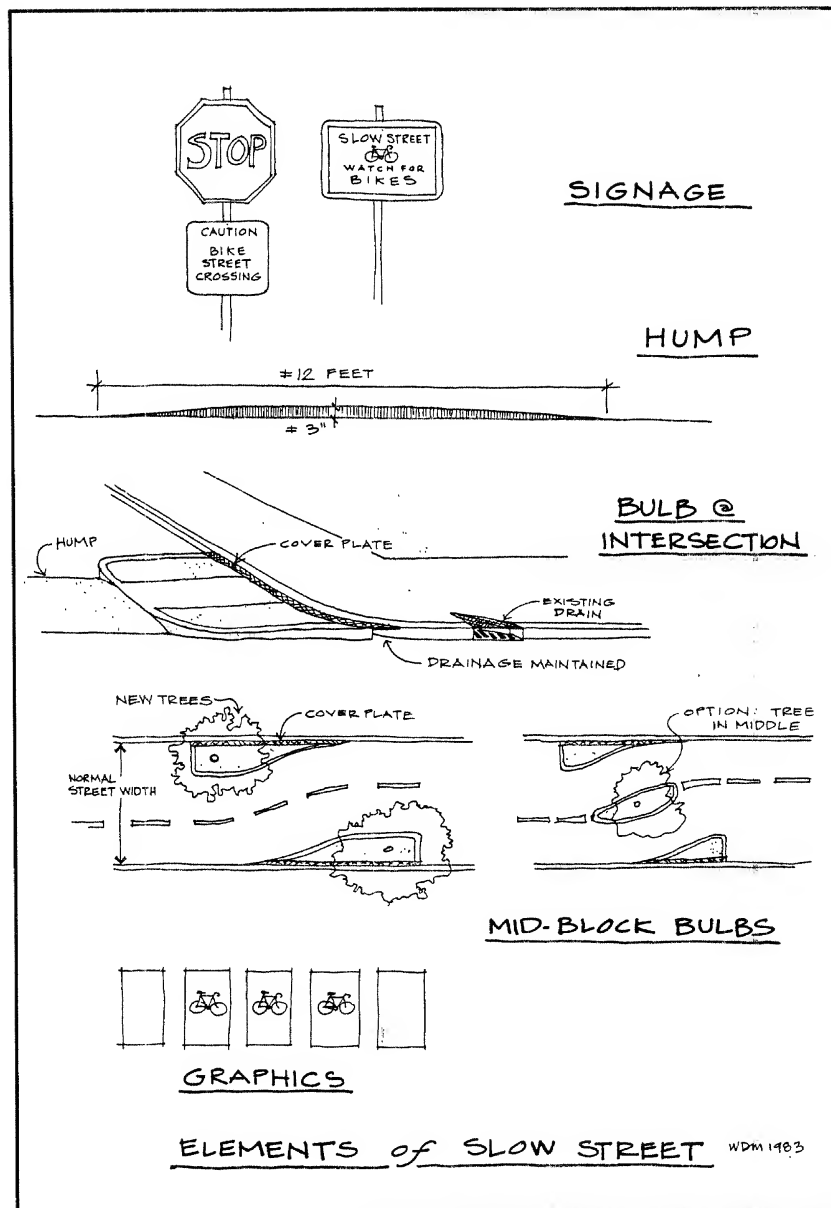 STOP
CAUTION
BIKE
STREET
CROSSING
SLOW STREET
WATCH FOR
BIKES
SIGNAGE
HUMP
±12 FEET
± 3"
BULB @
INTERSECTION
HUMP
COVER PLATE
EXISTING
DRAIN
DRAINAGE MAINTAINED
NEW TREES
COVER PLATE
NORMAL
STREET WIDTH
OPTION: TREE
IN MIDDLE
MID-BLOCK BULBS
GRAPHICS
ELEMENTS of SLOW STREET
WDM 1983